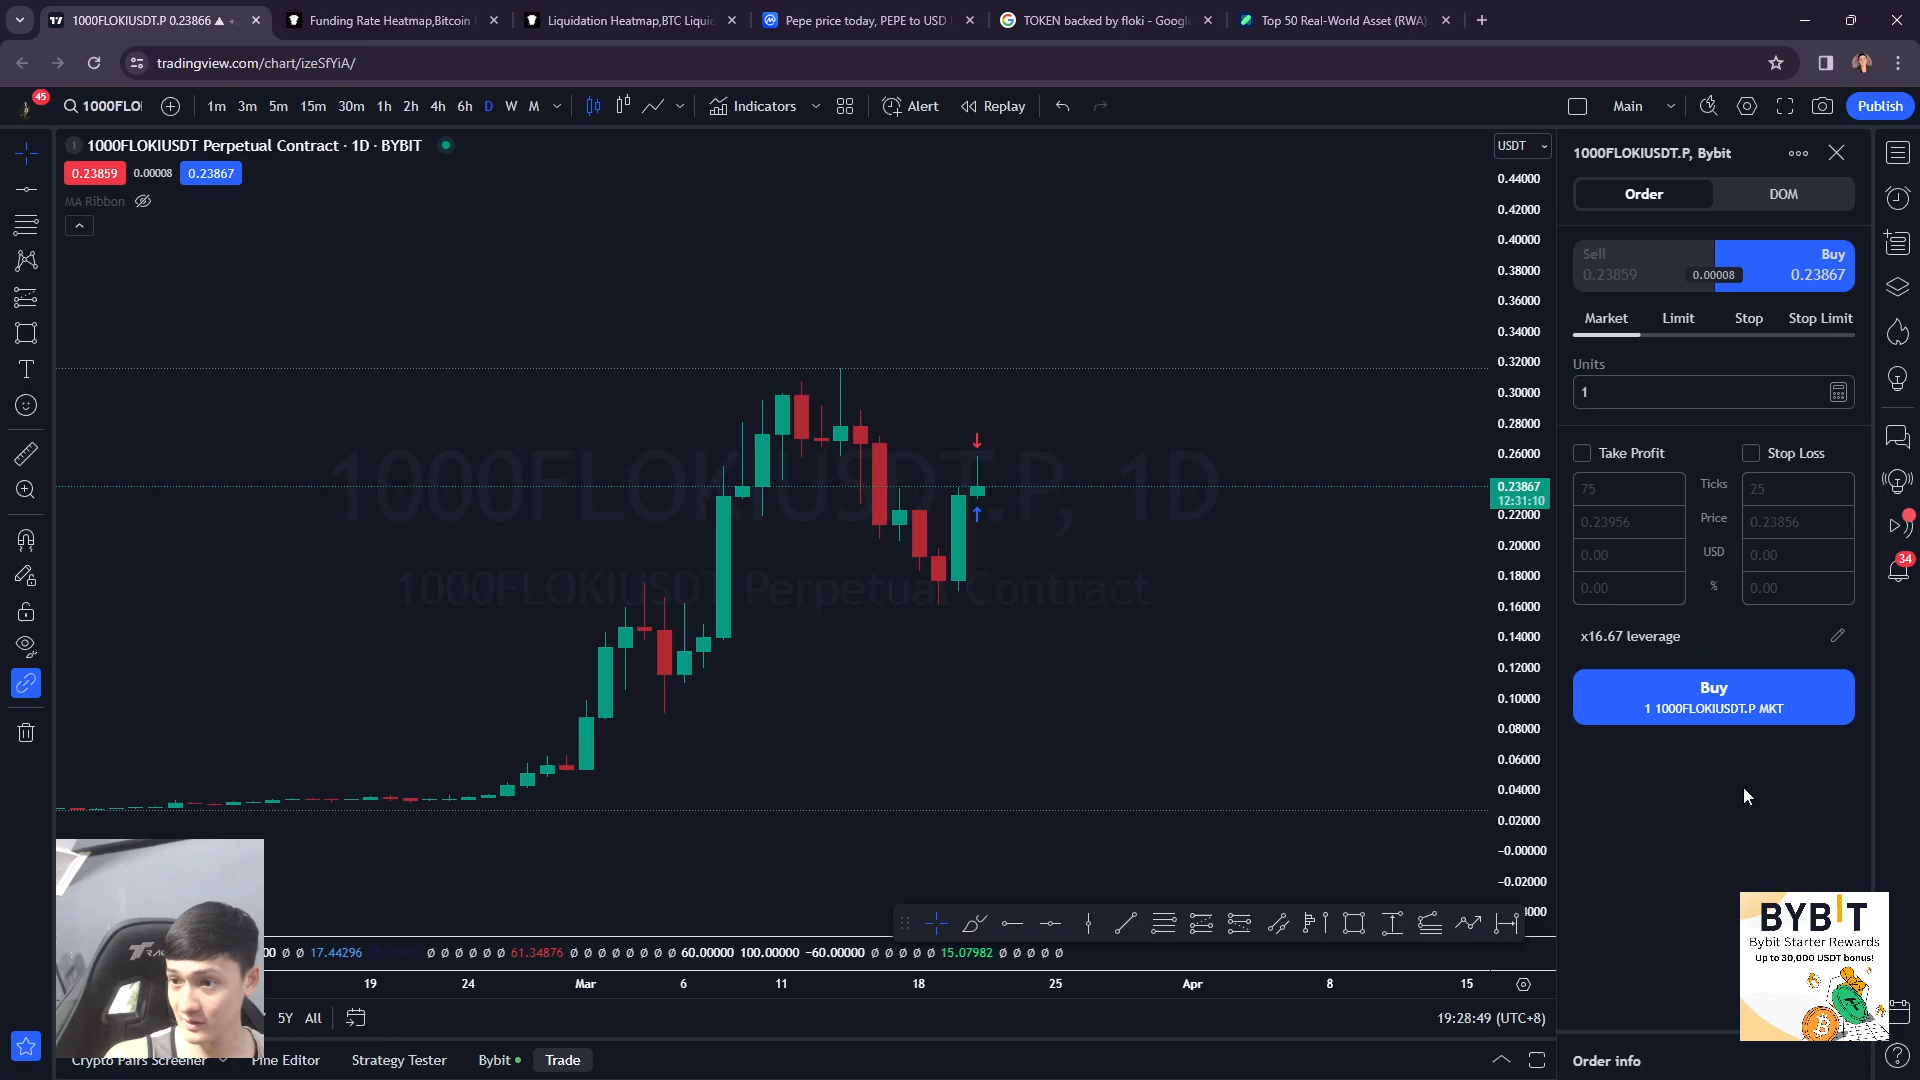 1000FLOKIUSDT.P 0.23866
Funding Rate Heatmap,Bitcoin
Liquidation Heatmap,BTC Liquid
Pepe price today, PEPE to USD
TOKEN backed by floki - Google
Top 50 Real-World Asset (RWA)
tradingview.com/chart/izeSfYiA/
45
1000FLO
1m 3m 5m 15m 30m 1h 2h 4h 6h D W M
Indicators
Alert
Replay
Main
Publish
1 1000FLOKIUSDT Perpetual Contract · 1D · BYBIT
0.23859 0.00008 0.23867
MA Ribbon
1000FLOKIUSDT.P, 1D
1000FLOKIUSDT Perpetual Contract
USDT
0.44000
0.42000
0.40000
0.38000
0.36000
0.34000
0.32000
0.30000
0.28000
0.26000
0.23867
12:31:10
0.22000
0.20000
0.18000
0.16000
0.14000
0.12000
0.10000
0.08000
0.06000
0.04000
0.02000
−0.00000
−0.02000
1000FLOKIUSDT.P, Bybit
Order DOM
Sell Buy
0.23859 0.00008 0.23867
Market Limit Stop Stop Limit
Units
1
Take Profit Stop Loss
75 Ticks 25
0.23956 Price 0.23856
0.00 USD 0.00
0.00 % 0.00
x16.67 leverage
Buy
1 1000FLOKIUSDT.P MKT
34
BYBIT
Bybit Starter Rewards
Up to 30,000 USDT bonus!
00 ø ø 17.44296 ø ø ø ø ø ø 61.34876 ø ø ø ø ø ø ø ø 60.00000 100.00000 −60.00000 ø ø ø ø ø 15.07982 ø ø ø ø ø
19 24 Mar 6 11 18 25 Apr 8 15
5Y All
19:28:49 (UTC+8)
Crypto Pairs Screener Pine Editor Strategy Tester Bybit Trade
Order info